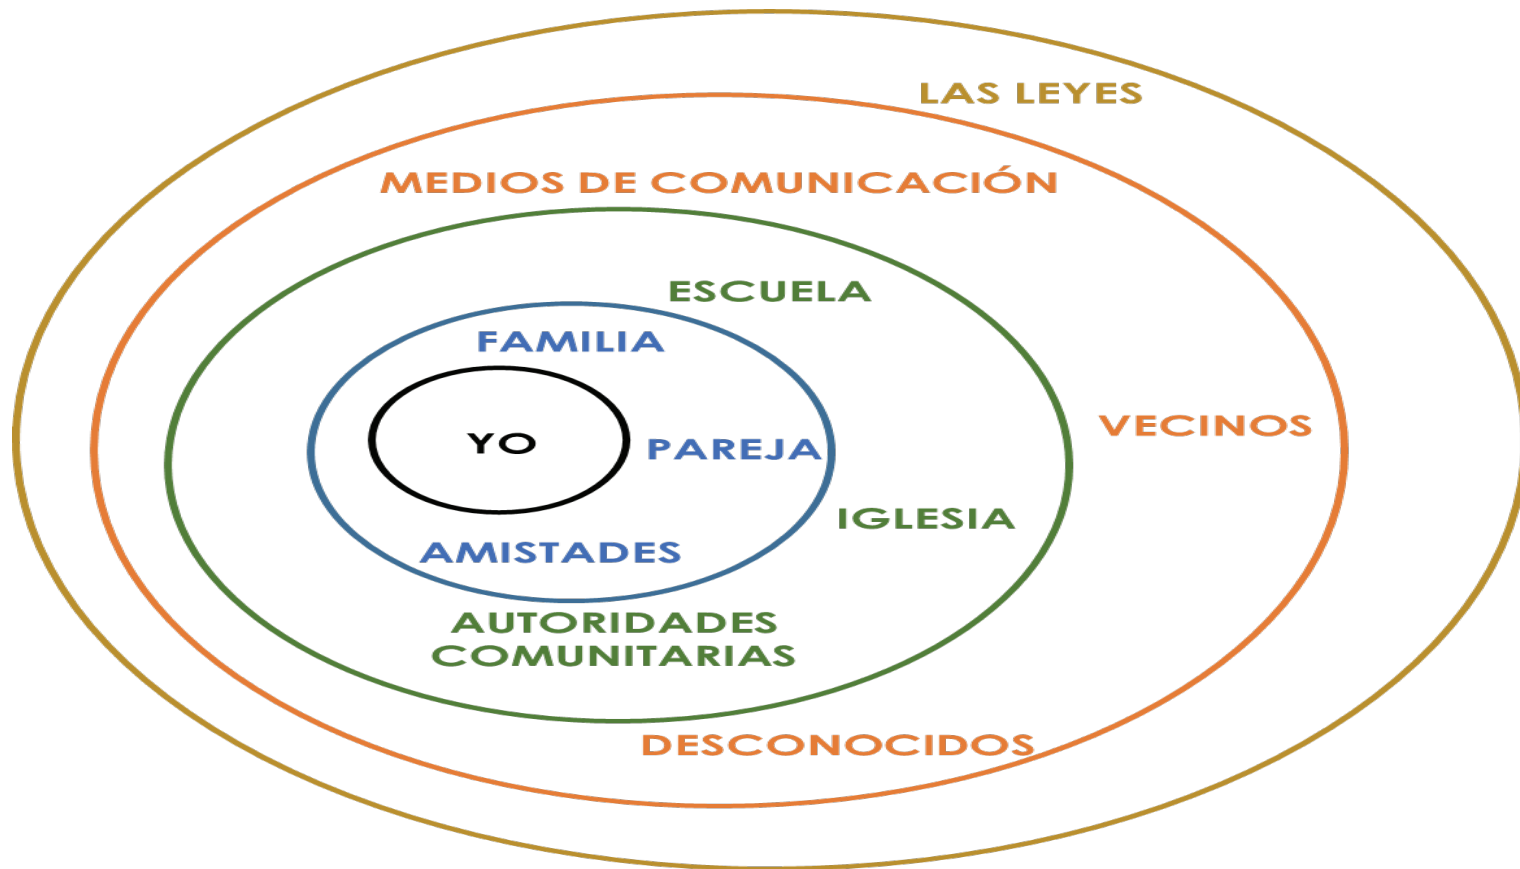 LAS LEYES
MEDIOS DE COMUNICACIÓN
ESCUELA
FAMILIA
VECINOS
YO
PAREJA
IGLESIA
AMISTADES
AUTORIDADES
COMUNITARIAS
DESCONOCIDOS